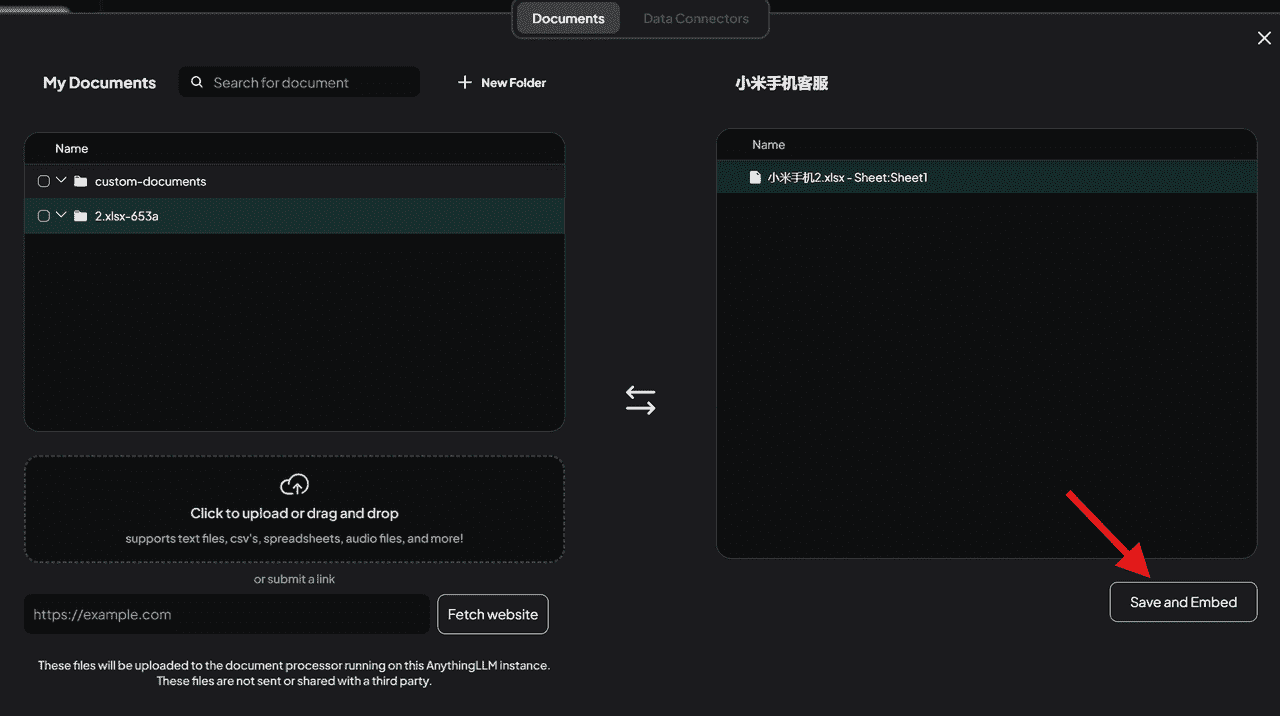 Documents
Data Connectors
My Documents
Search for document
New Folder
小米手机客服
Name
custom-documents
2.xlsx-653a
Name
小米手机2.xlsx - Sheet:Sheet1
Click to upload or drag and drop
supports text files, csv's, spreadsheets, audio files, and more!
or submit a link
https://example.com
Fetch website
Save and Embed
These files will be uploaded to the document processor running on this AnythingLLM instance.
These files are not sent or shared with a third party.